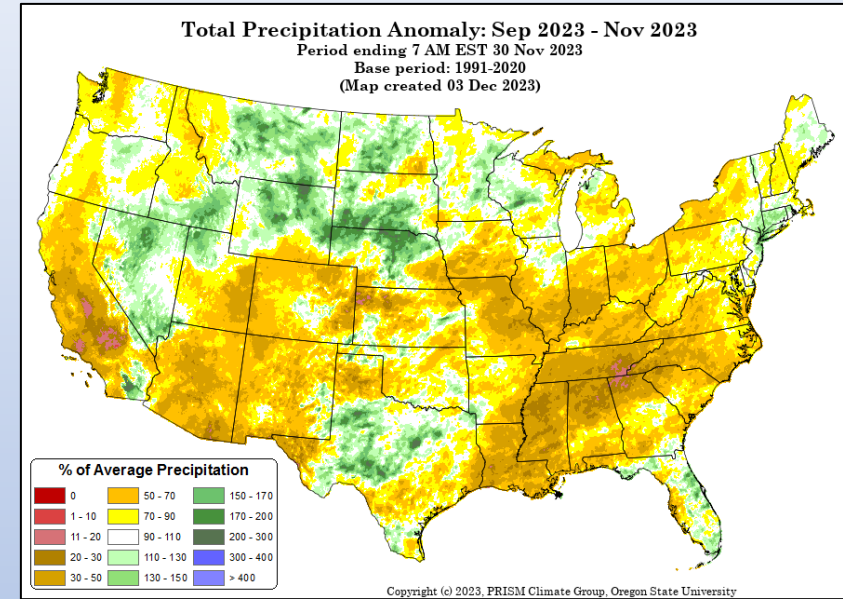 Total Precipitation Anomaly: Sep 2023 - Nov 2023
Period ending 7 AM EST 30 Nov 2023
Base period: 1991-2020
(Map created 03 Dec 2023)
% of Average Precipitation
0 50 - 70 150 - 170
1 - 10 70 - 90 170 - 200
11 - 20 90 - 110 200 - 300
20 - 30 110 - 130 300 - 400
30 - 50 130 - 150 > 400
Copyright (c) 2023, PRISM Climate Group, Oregon State University